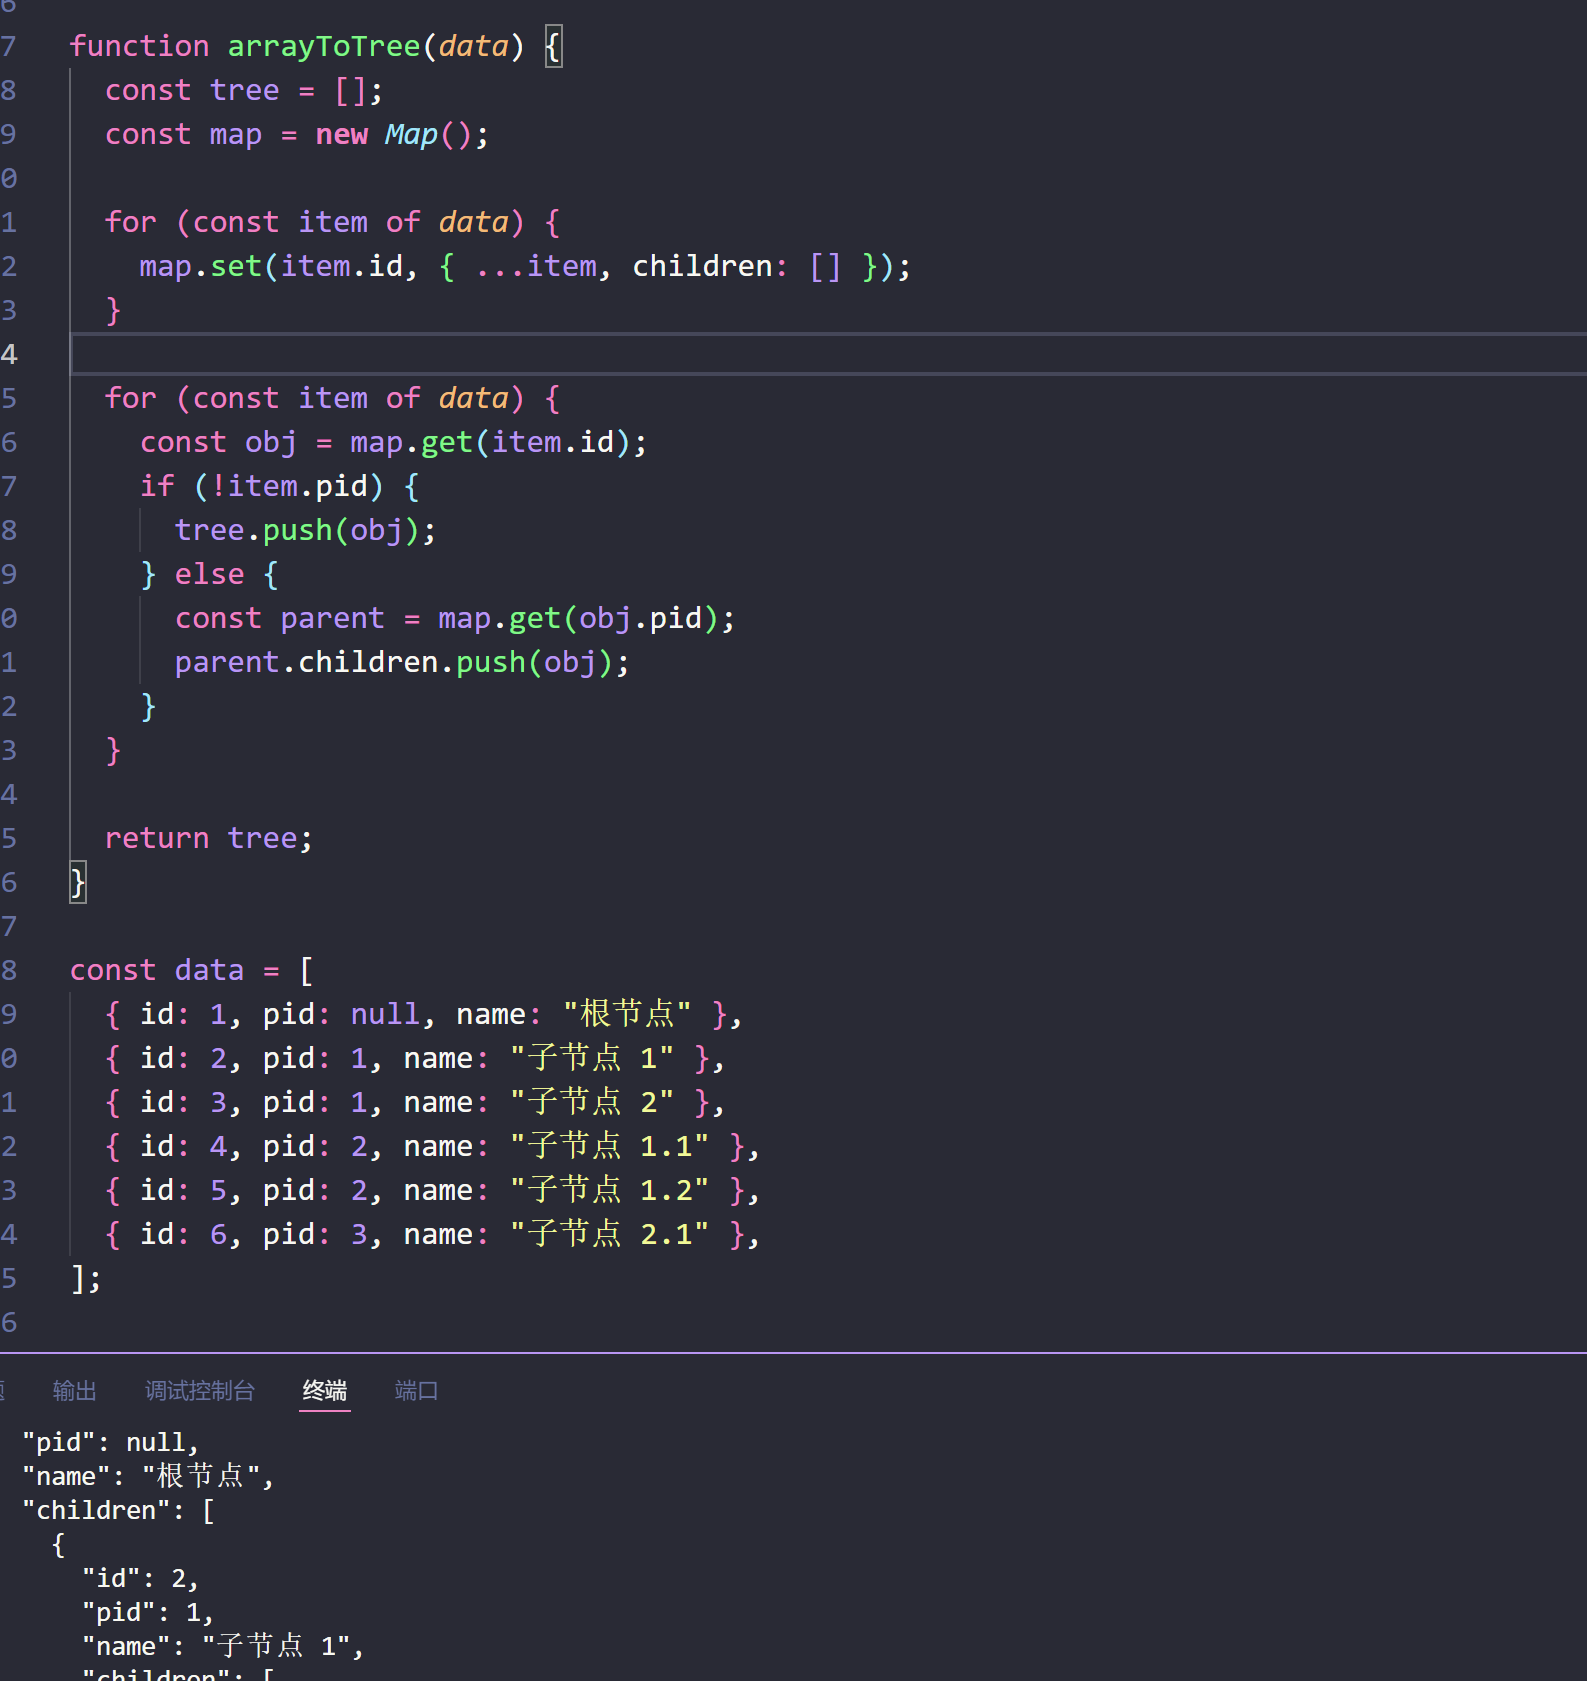 6
7 function arrayToTree(data) {
8   const tree = [];
9   const map = new Map();
0
1   for (const item of data) {
2     map.set(item.id, { ...item, children: [] });
3   }
4
5   for (const item of data) {
6     const obj = map.get(item.id);
7     if (!item.pid) {
8       tree.push(obj);
9     } else {
0       const parent = map.get(obj.pid);
1       parent.children.push(obj);
2     }
3   }
4
5   return tree;
6 }
7
8 const data = [
9   { id: 1, pid: null, name: "根节点" },
0   { id: 2, pid: 1, name: "子节点 1" },
1   { id: 3, pid: 1, name: "子节点 2" },
2   { id: 4, pid: 2, name: "子节点 1.1" },
3   { id: 5, pid: 2, name: "子节点 1.2" },
4   { id: 6, pid: 3, name: "子节点 2.1" },
5 ];
6
输出 调试控制台 终端 端口
"pid": null,
"name": "根节点",
"children": [
  {
    "id": 2,
    "pid": 1,
    "name": "子节点 1",
    "children": [